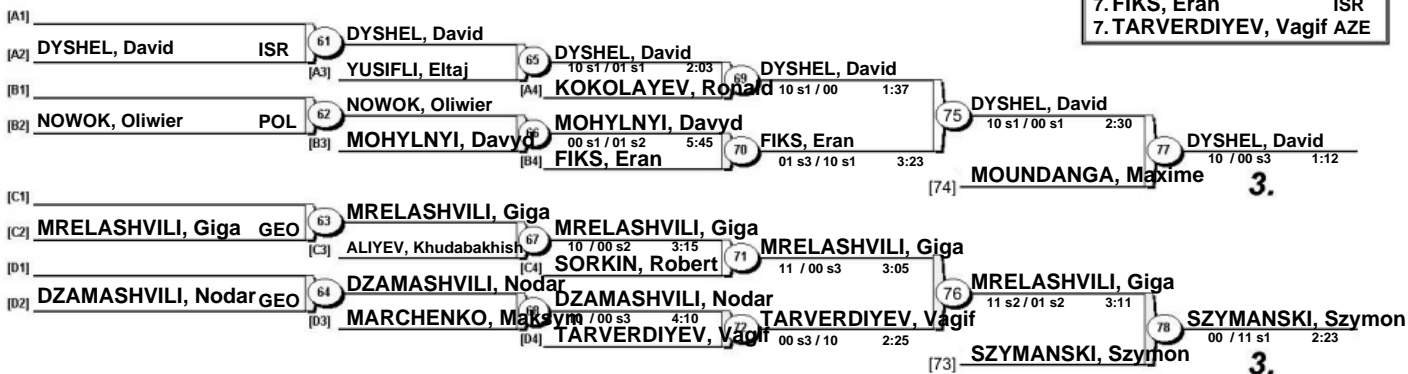 7. FIKS, Eran ISR
7. TARVERDIYEV, Vagif AZE
[A1]
[A2] DYSHEL, David ISR
61 DYSHEL, David
[A3] YUSIFLI, Eltaj
65 DYSHEL, David
10 s1 / 01 s1 2:03
[A4] KOKOLAYEV, Ronald
69 DYSHEL, David
10 s1 / 00 1:37
[B1]
[B2] NOWOK, Oliwier POL
62 NOWOK, Oliwier
[B3] MOHYLNYI, Davyd
66 MOHYLNYI, Davyd
00 s1 / 01 s2 5:45
[B4] FIKS, Eran
70 FIKS, Eran
01 s3 / 10 s1 3:23
75 DYSHEL, David
10 s1 / 00 s1 2:30
[74] MOUNDANGA, Maxime
77 DYSHEL, David
10 / 00 s3 1:12
3.
[C1]
[C2] MRELASHVILI, Giga GEO
63 MRELASHVILI, Giga
[C3] ALIYEV, Khudabakhish
67 MRELASHVILI, Giga
10 / 00 s2 3:15
[C4] SORKIN, Robert
71 MRELASHVILI, Giga
11 / 00 s3 3:05
[D1]
[D2] DZAMASHVILI, Nodar GEO
64 DZAMASHVILI, Nodar
[D3] MARCHENKO, Maksym
68 DZAMASHVILI, Nodar
/ 00 s3 4:10
[D4] TARVERDIYEV, Vagif
72 TARVERDIYEV, Vagif
00 s3 / 10 2:25
76 MRELASHVILI, Giga
11 s2 / 01 s2 3:11
[73] SZYMANSKI, Szymon
78 SZYMANSKI, Szymon
00 / 11 s1 2:23
3.